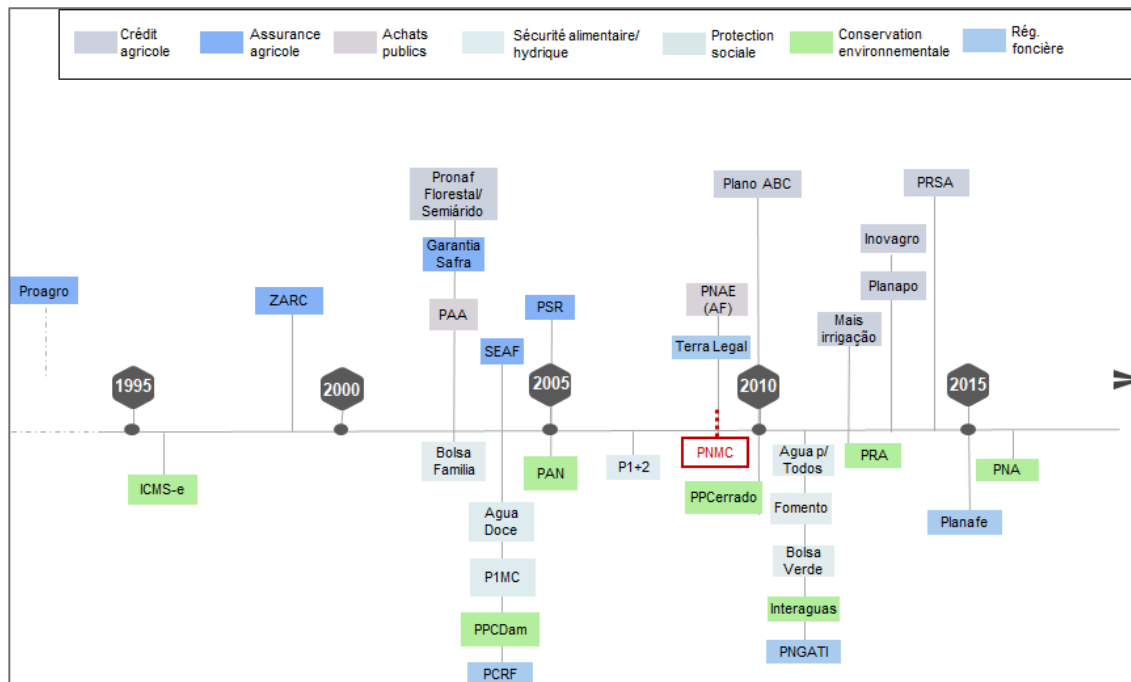 Crédit
agricole
Assurance
agricole
Achats
publics
Sécurité alimentaire/
hydrique
Protection
sociale
Conservation
environnementale
Rég.
foncière
Pronaf
Florestal/
Semiárido
Plano ABC
PRSA
Garantia
Safra
Inovagro
Proagro
ZARC
PAA
PSR
PNAE
(AF)
Planapo
SEAF
Terra Legal
Mais
irrigação
1995
2000
2005
2010
2015
ICMS-e
Bolsa
Familia
PAN
P1+2
PNMC
PPCerrado
Agua p/
Todos
PRA
PNA
Agua
Doce
Fomento
Planafe
P1MC
Bolsa
Verde
PPCDam
Interaguas
PCRF
PNGATI